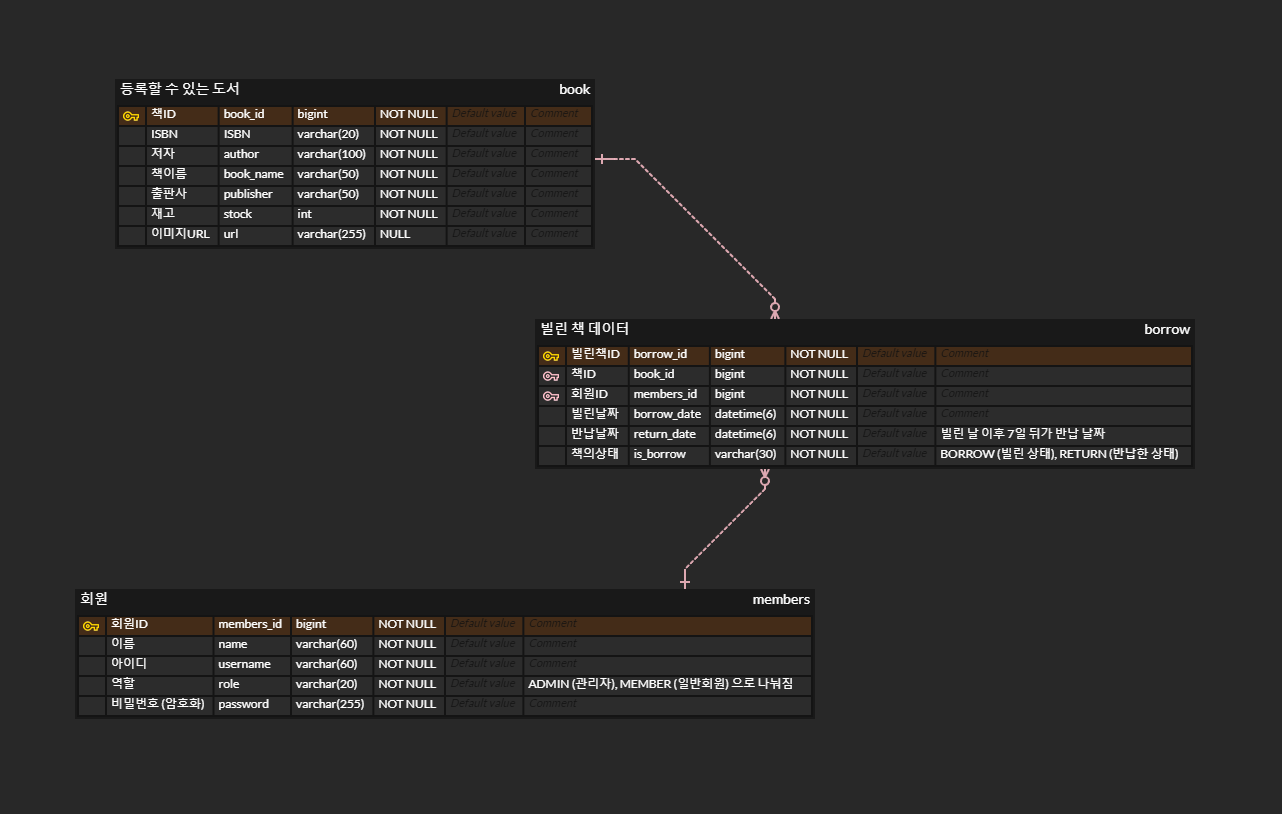 등록할 수 있는 도서 book
책ID book_id bigint NOT NULL Default value Comment
ISBN ISBN varchar(20) NOT NULL Default value Comment
저자 author varchar(100) NOT NULL Default value Comment
책이름 book_name varchar(50) NOT NULL Default value Comment
출판사 publisher varchar(50) NOT NULL Default value Comment
재고 stock int NOT NULL Default value Comment
이미지URL url varchar(255) NULL Default value Comment
빌린 책 데이터 borrow
빌린책ID borrow_id bigint NOT NULL Default value Comment
책ID book_id bigint NOT NULL Default value Comment
회원ID members_id bigint NOT NULL Default value Comment
빌린날짜 borrow_date datetime(6) NOT NULL Default value Comment
반납날짜 return_date datetime(6) NOT NULL Default value 빌린 날 이후 7일 뒤가 반납 날짜
책의상태 is_borrow varchar(30) NOT NULL Default value BORROW (빌린 상태), RETURN (반납한 상태)
회원 members
회원ID members_id bigint NOT NULL Default value Comment
이름 name varchar(60) NOT NULL Default value Comment
아이디 username varchar(60) NOT NULL Default value Comment
역할 role varchar(20) NOT NULL Default value ADMIN (관리자), MEMBER (일반회원) 으로 나눠짐
비밀번호 (암호화) password varchar(255) NOT NULL Default value Comment